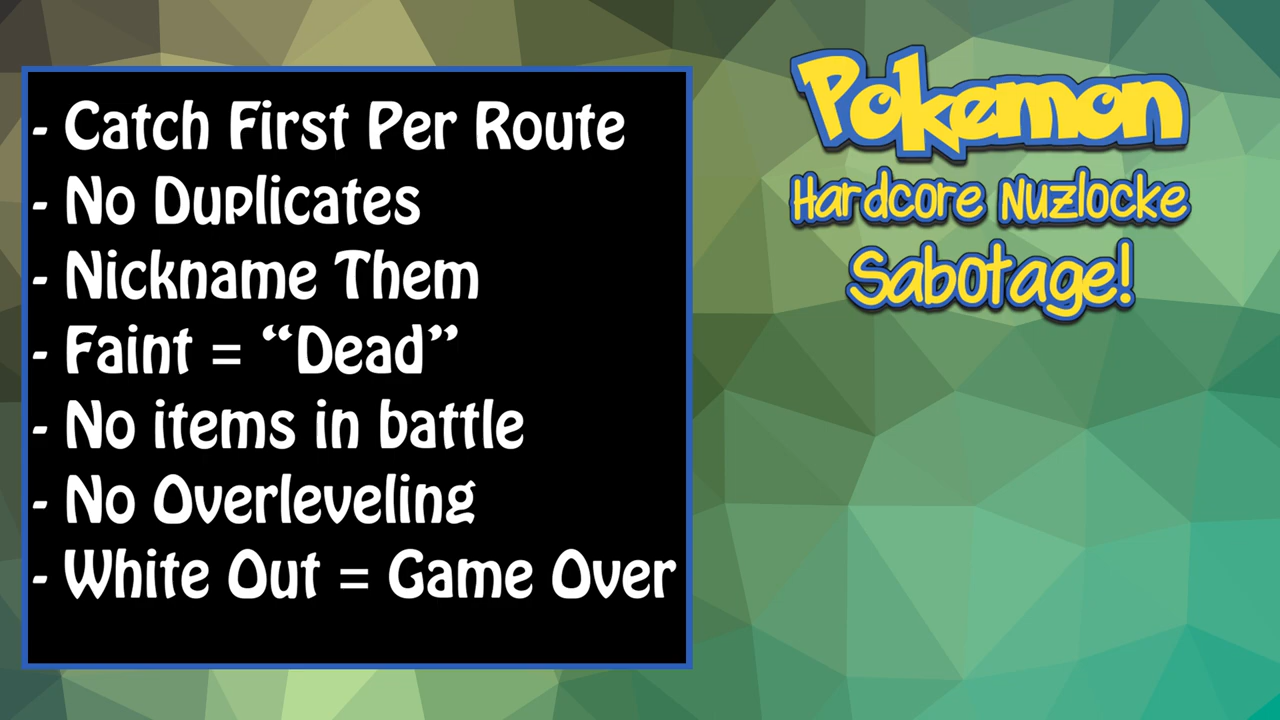 - Catch First Per Route
- No Duplicates
- Nickname Them
- Faint = “Dead”
- No items in battle
- No Overleveling
- White Out = Game Over
Pokemon
Hardcore Nuzlocke
Sabotage!